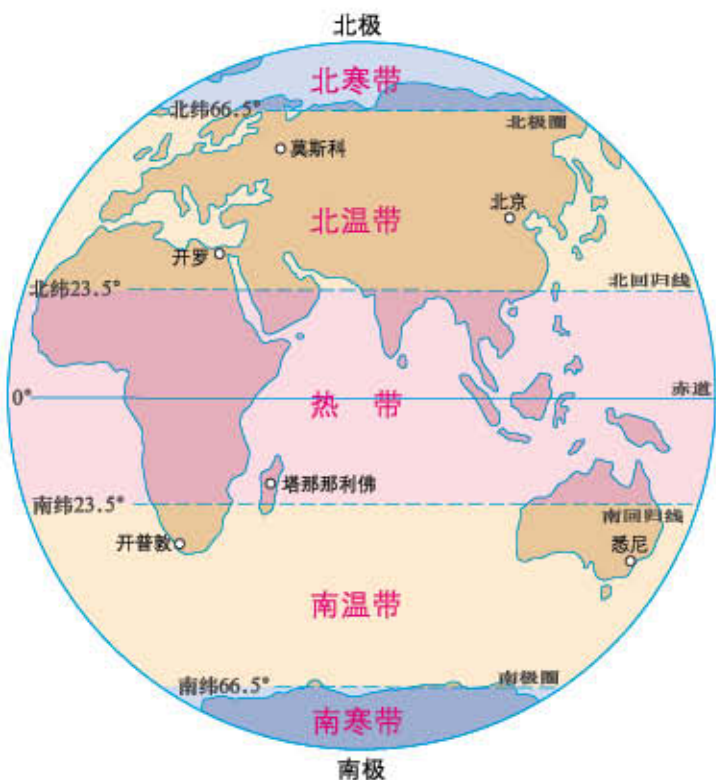 北极
北寒带
北纬66.5°
北极圈
莫斯科
北京
北温带
开罗
北回归线
北纬23.5°
赤道
0°
热 带
塔那那利佛
南纬23.5°
南回归线
开普敦
悉尼
南温带
南极圈
南纬66.5°
南寒带
南极